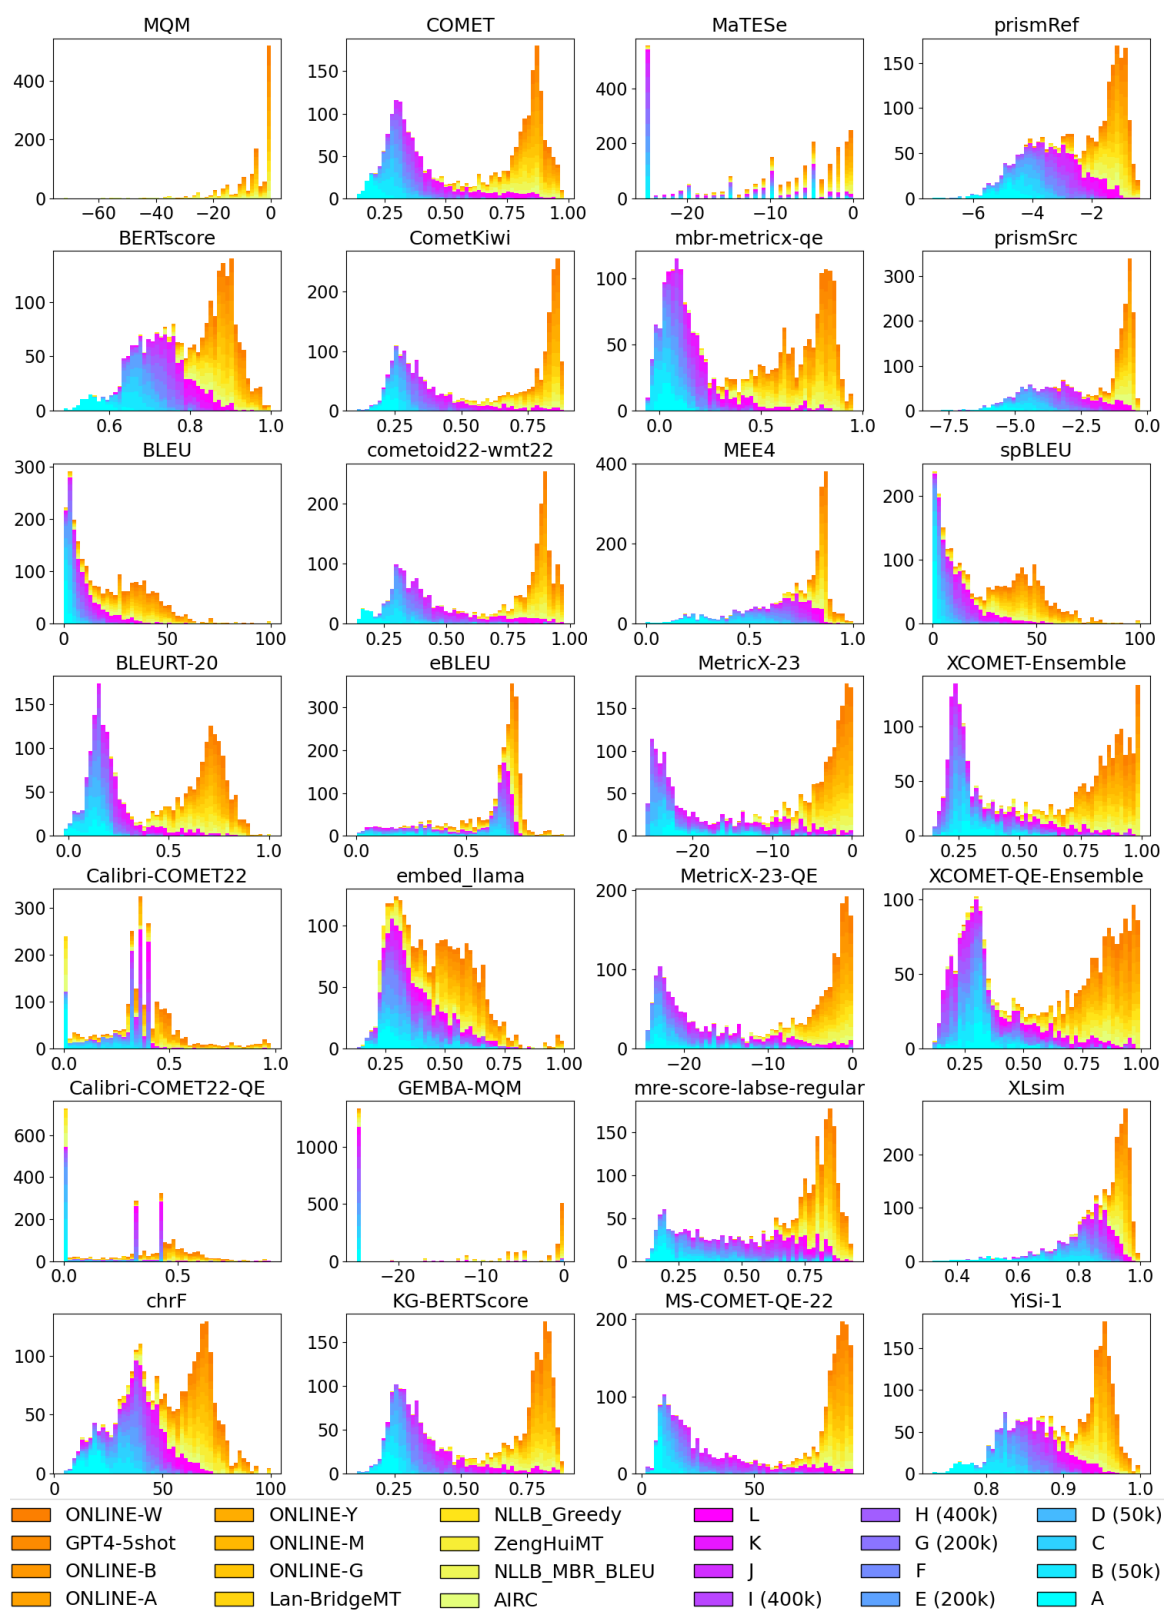 MQM COMET MaTESe prismRef
400 200 0
−60 −40 −20 0
150 100 50 0
0.25 0.50 0.75 1.00
400 200 0
−20 −10 0
150 100 50 0
−6 −4 −2
BERTscore CometKiwi mbr-metricx-qe prismSrc
100 50 0
0.6 0.8 1.0
200 100 0
0.25 0.50 0.75
100 50 0
0.0 0.5 1.0
300 200 100 0
−7.5 −5.0 −2.5 0.0
BLEU cometoid22-wmt22 MEE4 spBLEU
300 200 100 0
0 50 100
200 100 0
0.25 0.50 0.75 1.00
400 200 0
0.0 0.5 1.0
200 100 0
0 50 100
BLEURT-20 eBLEU MetricX-23 XCOMET-Ensemble
150 100 50 0
0.0 0.5 1.0
300 200 100 0
0.5
150 100 50 0
−20 −10 0
100 50 0
0.25 0.50 0.75 1.00
Calibri-COMET22 embed_llama MetricX-23-QE XCOMET-QE-Ensemble
300 200 100 0
0.0 0.5 1.0
100 50 0
0.25 0.50 0.75 1.00
200 100 0
−20 −10 0
100 50 0
0.25 0.50 0.75 1.00
Calibri-COMET22-QE GEMBA-MQM mre-score-labse-regular XLsim
600 400 200 0
0.0 0.5
1000 500 0
−20 −10 0
150 100 50 0
0.25 0.50 0.75
200 100 0
0.4 0.6 0.8 1.0
chrF KG-BERTScore MS-COMET-QE-22 YiSi-1
100 50 0
0 50 100
150 100 50 0
0.25 0.50 0.75
200 100 0
0 50
150 100 50 0
0.8 0.9 1.0
ONLINE-W ONLINE-Y NLLB_Greedy L H (400k) D (50k)
GPT4-5shot ONLINE-M ZengHuiMT K G (200k) C
ONLINE-B ONLINE-G NLLB_MBR_BLEU J F B (50k)
ONLINE-A Lan-BridgeMT AIRC I (400k) E (200k) A